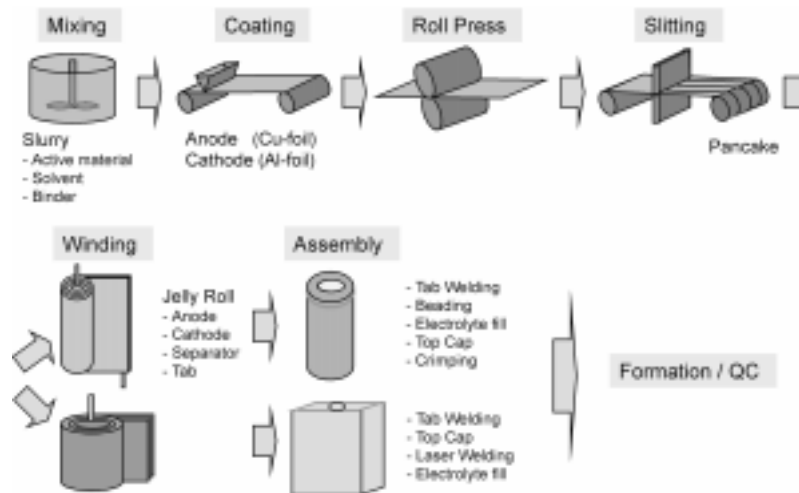 Mixing
Coating
Roll Press
Slitting
Slurry
- Active material
- Solvent
- Binder
Anode (Cu-foil)
Cathode (Al-foil)
Pancake
Winding
Assembly
Jelly Roll
- Anode
- Cathode
- Separator
- Tab
- Tab Welding
- Beading
- Electrolyte fill
- Top Cap
- Crimping
Formation / QC
- Tab Welding
- Top Cap
- Laser Welding
- Electrolyte fill